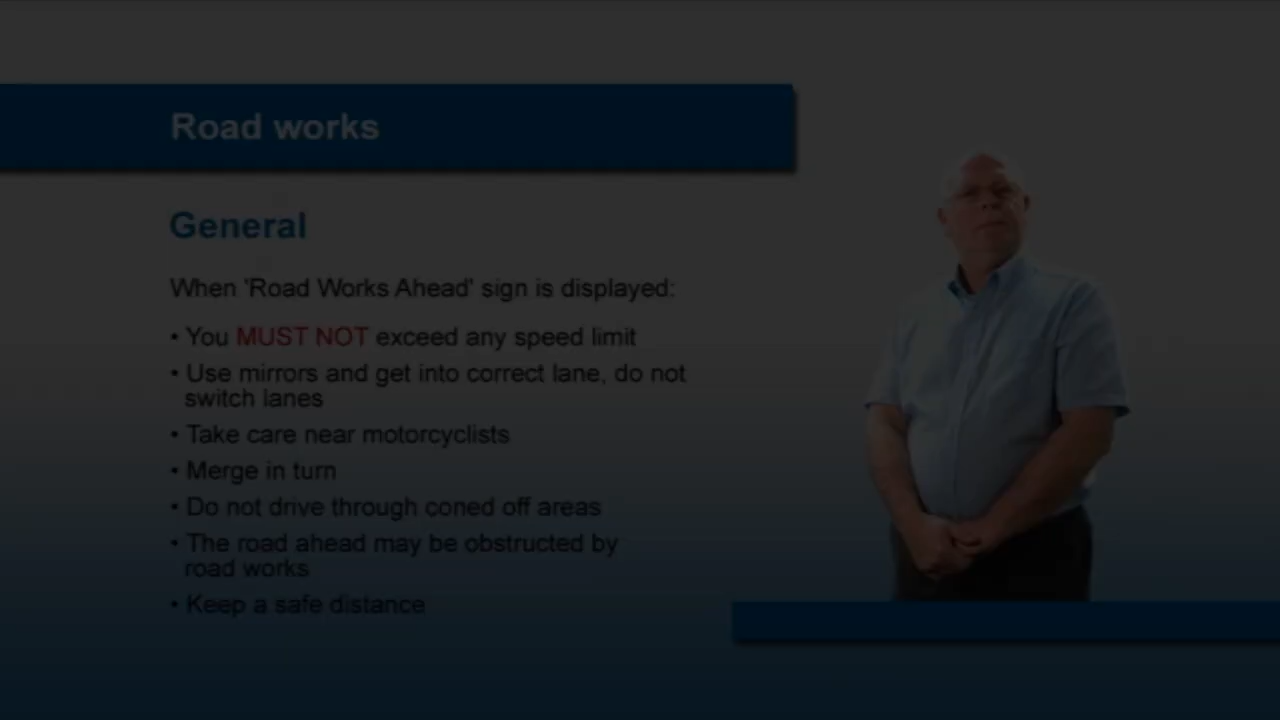 Road works
General
When 'Road Works Ahead' sign is displayed:
• You MUST NOT exceed any speed limit
• Use mirrors and get into correct lane, do not
switch lanes
• Take care near motorcyclists
• Merge in turn
• Do not drive through coned off areas
• The road ahead may be obstructed by
road works
• Keep a safe distance